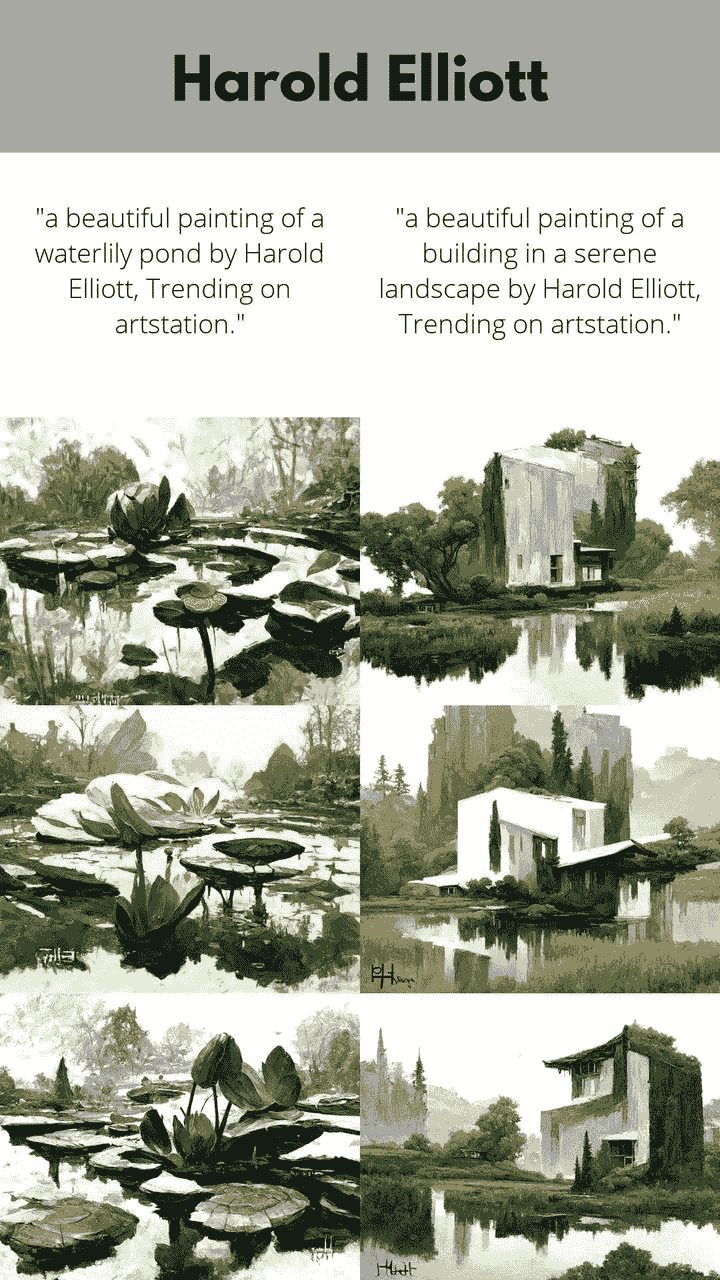 Harold Elliott
"a beautiful painting of a
waterlily pond by Harold
Elliott, Trending on
artstation."
"a beautiful painting of a
building in a serene
landscape by Harold Elliott,
Trending on artstation."